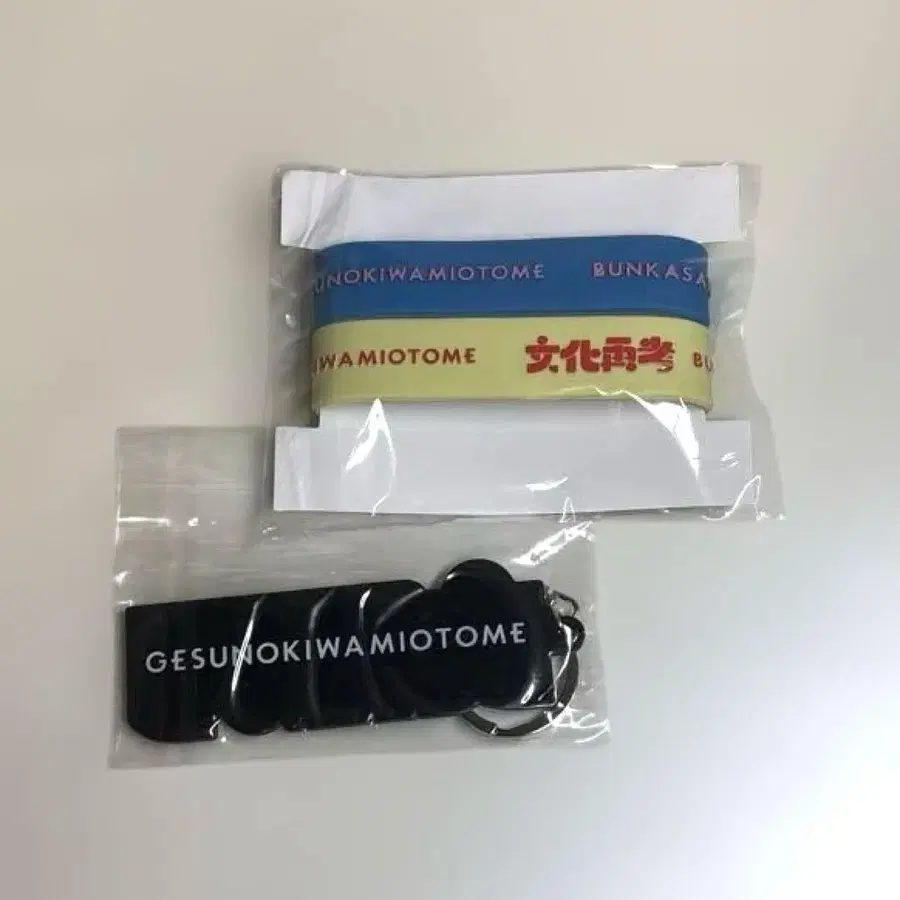 UNOKIWAMIOTOME BUNKASA
IWAMIOTOME 文化再考 BU
GESUNOKIWAMIOTOME